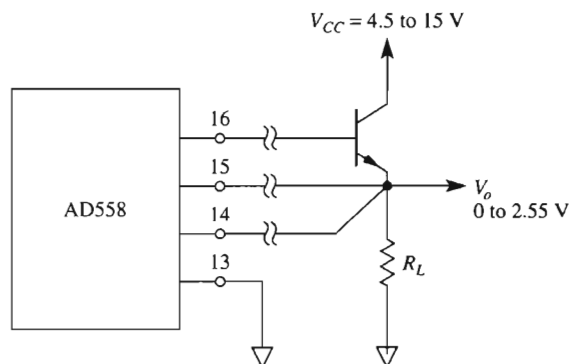 V_CC = 4.5 to 15 V
16
15
AD558
14
13
V_o
0 to 2.55 V
R_L